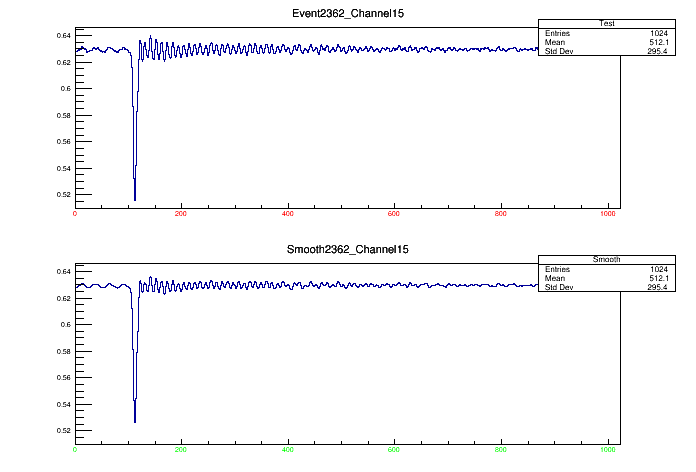 Event2362_Channel15
Test
Entries 1024
Mean 512.1
Std Dev 295.4
0.64
0.62
0.6
0.58
0.56
0.54
0.52
0 200 400 600 800 1000
Smooth2362_Channel15
Smooth
Entries 1024
Mean 512.1
Std Dev 295.4
0.64
0.62
0.6
0.58
0.56
0.54
0.52
0 200 400 600 800 1000